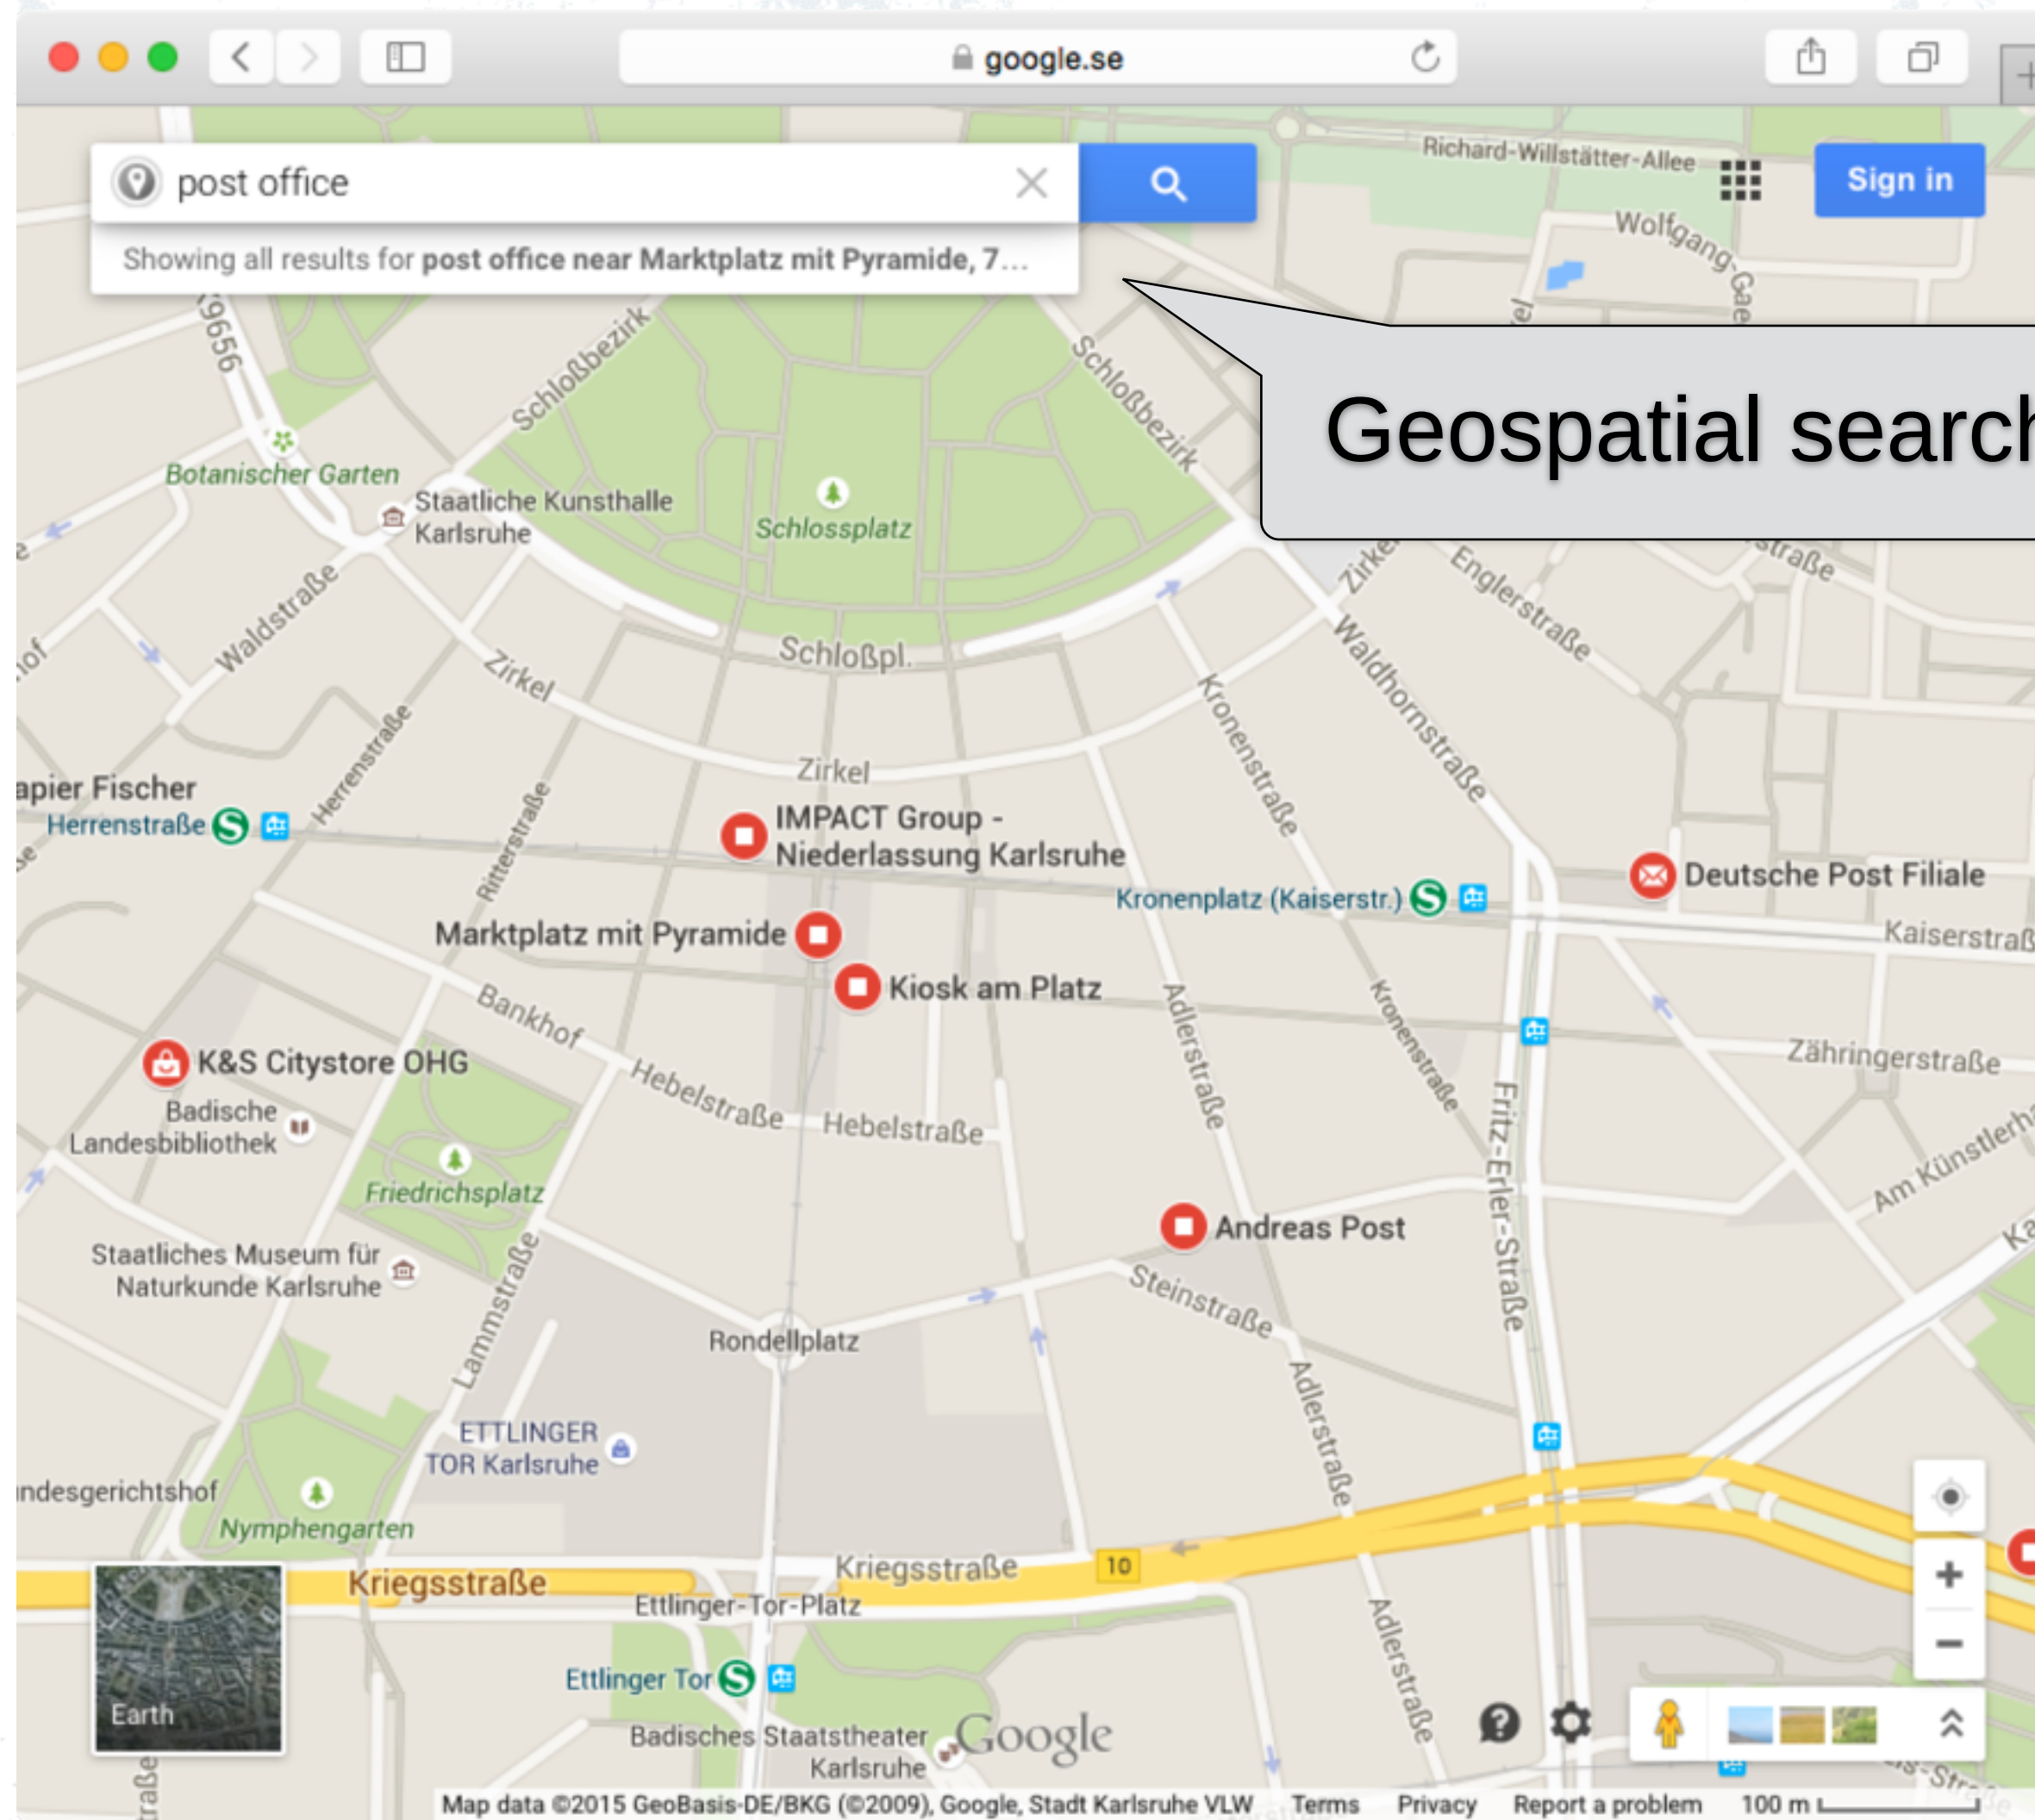 google.se
Richard-Willstätter-Allee
post office
Sign in
Wolfgang-Gae
Showing all results for post office near Marktplatz mit Pyramide, 7...
K9656
Schloßbezirk
Schloßbezirk
Geospatial search
Botanischer Garten
Staatliche Kunsthalle
Karlsruhe
Schlossplatz
Zirkel
Englerstraße
straße
Waldstraße
Schloßpl.
Zirkel
Waldhornstraße
Kronenstraße
Herrenstraße
Zirkel
apier Fischer
Herrenstraße
Ritterstraße
IMPACT Group -
Niederlassung Karlsruhe
Kronenplatz (Kaiserstr.)
Deutsche Post Filiale
Marktplatz mit Pyramide
Kaiserstraß
Kiosk am Platz
Bankhof
Adlerstraße
Kronenstraße
K&S Citystore OHG
Hebelstraße
Hebelstraße
Zähringerstraße
Badische
Landesbibliothek
Fritz-Erler-Straße
Am Künstlerha
Friedrichsplatz
Andreas Post
Staatliches Museum für
Naturkunde Karlsruhe
Lammstraße
Steinstraße
Rondellplatz
Adlerstraße
ETTLINGER
TOR Karlsruhe
ndesgerichtshof
Nymphengarten
Kriegsstraße
Kriegsstraße
10
Ettlinger-Tor-Platz
Adlerstraße
Ettlinger Tor
Earth
Badisches Staatstheater
Karlsruhe
Google
Map data ©2015 GeoBasis-DE/BKG (©2009), Google, Stadt Karlsruhe VLW Terms Privacy Report a problem 100 m